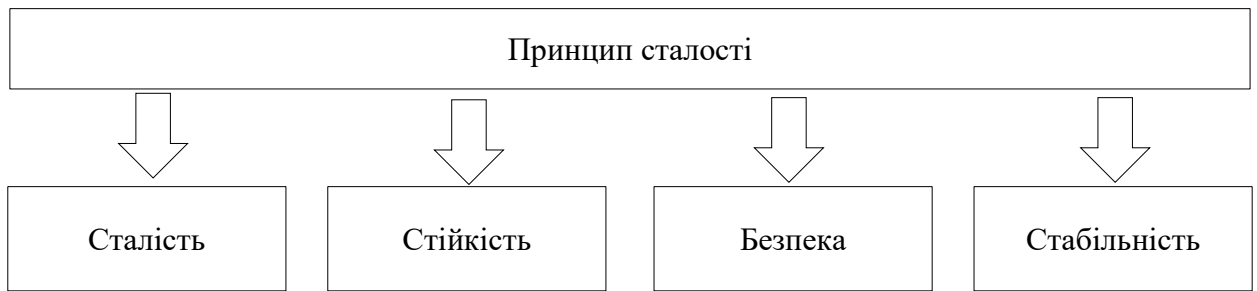 Принцип сталості
Сталість
Стійкість
Безпека
Стабільність